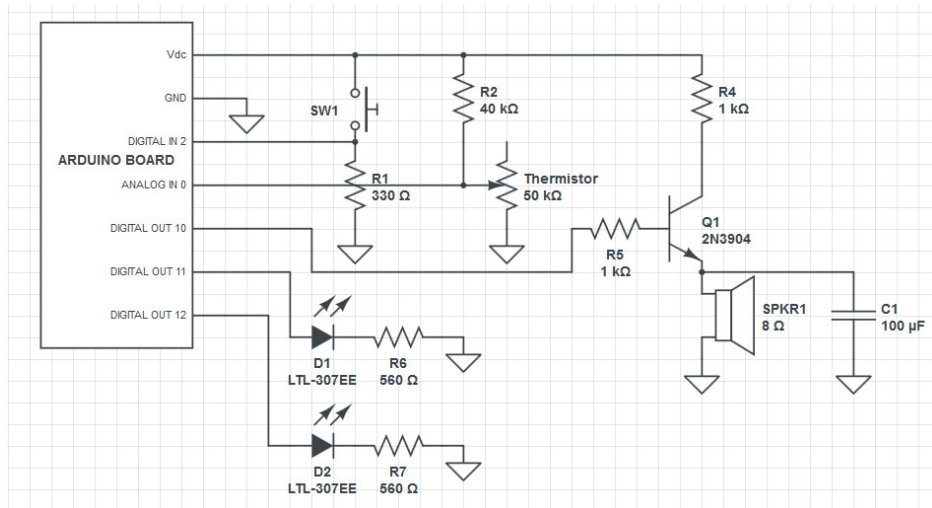 Vdc
GND
DIGITAL IN 2
ARDUINO BOARD
ANALOG IN 0
DIGITAL OUT 10
DIGITAL OUT 11
DIGITAL OUT 12
SW1
R2
40 kΩ
R4
1 kΩ
R1
330 Ω
Thermistor
50 kΩ
Q1
2N3904
R5
1 kΩ
SPKR1
8 Ω
C1
100 µF
D1
LTL-307EE
R6
560 Ω
D2
LTL-307EE
R7
560 Ω